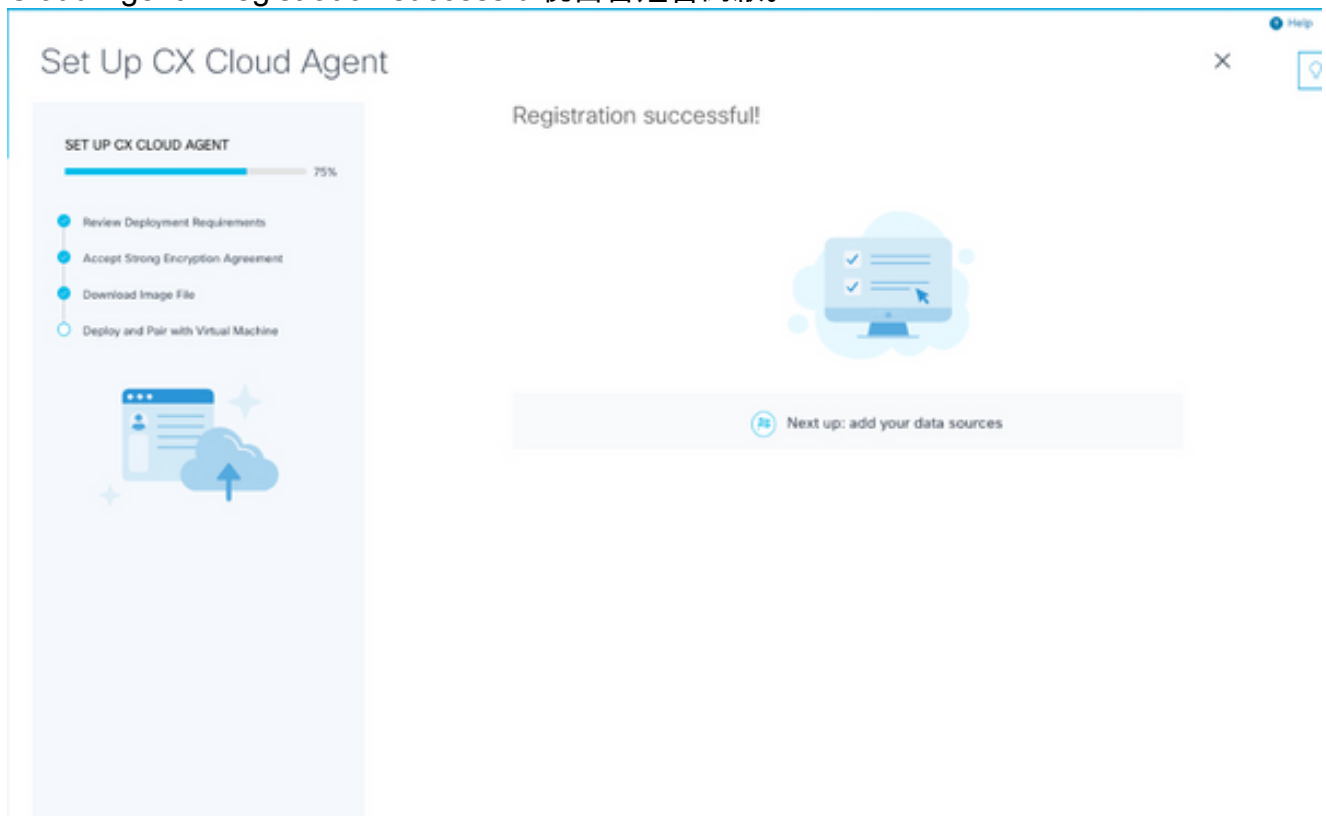 Help
Set Up CX Cloud Agent
Registration successful!
SET UP CX CLOUD AGENT
75%
Review Deployment Requirements
Accept Strong Encryption Agreement
Download Image File
Deploy and Pair with Virtual Machine
Next up: add your data sources